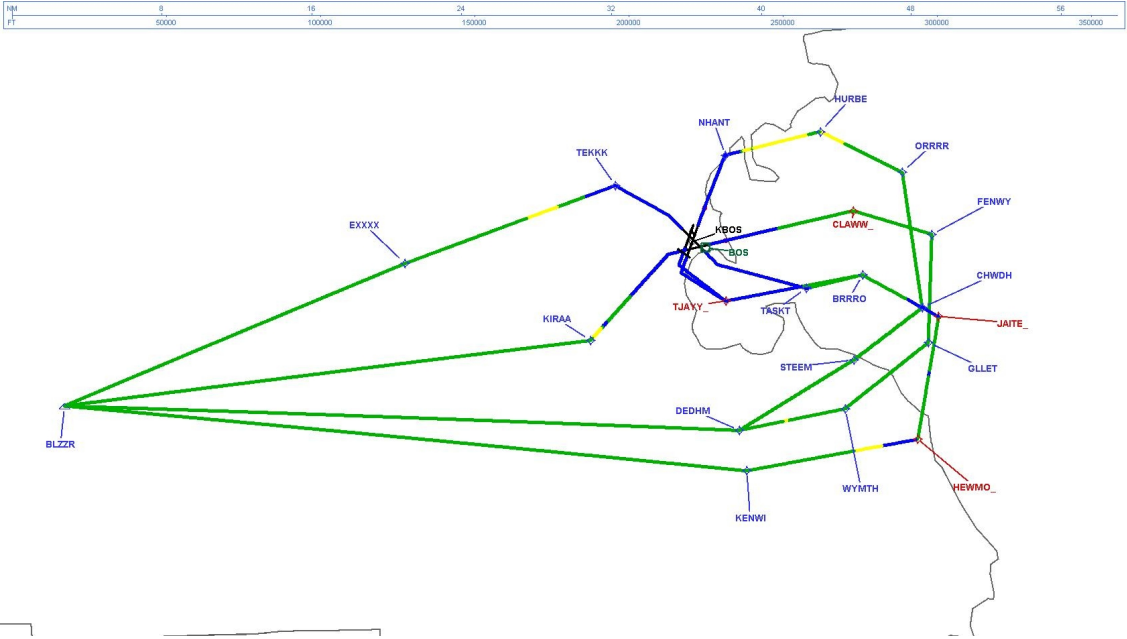 NM 8 16 24 32 40 48 56
FT 50000 100000 150000 200000 250000 300000 350000
HURBE
NHANT
ORRRR
TEKKK
FENWY
EXXXX
CLAWW_
KBOS
BOS
CHWDH
BRRRO
TJAYY_
TASKT
KIRAA
JAITE_
STEEM
GLLET
DEDHM
BLZZR
WYMTH
HEWMO_
KENWI